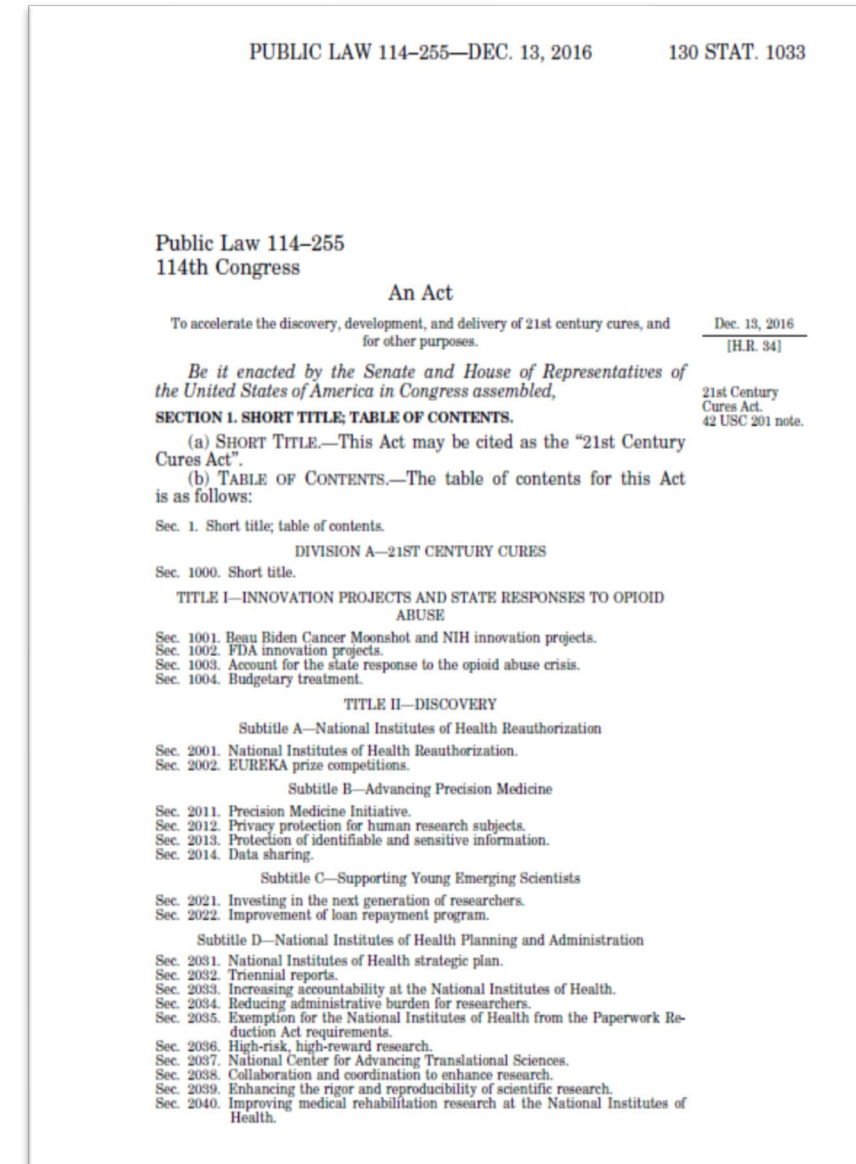 PUBLIC LAW 114–255—DEC. 13, 2016 130 STAT. 1033
Public Law 114–255
114th Congress
An Act
To accelerate the discovery, development, and delivery of 21st century cures, and
for other purposes.
Dec. 13, 2016
[H.R. 34]
Be it enacted by the Senate and House of Representatives of
the United States of America in Congress assembled,
21st Century
Cures Act.
42 USC 201 note.
SECTION 1. SHORT TITLE; TABLE OF CONTENTS.
(a) SHORT TITLE.—This Act may be cited as the “21st Century
Cures Act”.
(b) TABLE OF CONTENTS.—The table of contents for this Act
is as follows:
Sec. 1. Short title; table of contents.
DIVISION A—21ST CENTURY CURES
Sec. 1000. Short title.
TITLE I—INNOVATION PROJECTS AND STATE RESPONSES TO OPIOID
ABUSE
Sec. 1001. Beau Biden Cancer Moonshot and NIH innovation projects.
Sec. 1002. FDA innovation projects.
Sec. 1003. Account for the state response to the opioid abuse crisis.
Sec. 1004. Budgetary treatment.
TITLE II—DISCOVERY
Subtitle A—National Institutes of Health Reauthorization
Sec. 2001. National Institutes of Health Reauthorization.
Sec. 2002. EUREKA prize competitions.
Subtitle B—Advancing Precision Medicine
Sec. 2011. Precision Medicine Initiative.
Sec. 2012. Privacy protection for human research subjects.
Sec. 2013. Protection of identifiable and sensitive information.
Sec. 2014. Data sharing.
Subtitle C—Supporting Young Emerging Scientists
Sec. 2021. Investing in the next generation of researchers.
Sec. 2022. Improvement of loan repayment program.
Subtitle D—National Institutes of Health Planning and Administration
Sec. 2031. National Institutes of Health strategic plan.
Sec. 2032. Triennial reports.
Sec. 2033. Increasing accountability at the National Institutes of Health.
Sec. 2034. Reducing administrative burden for researchers.
Sec. 2035. Exemption for the National Institutes of Health from the Paperwork Re-
duction Act requirements.
Sec. 2036. High-risk, high-reward research.
Sec. 2037. National Center for Advancing Translational Sciences.
Sec. 2038. Collaboration and coordination to enhance research.
Sec. 2039. Enhancing the rigor and reproducibility of scientific research.
Sec. 2040. Improving medical rehabilitation research at the National Institutes of
Health.